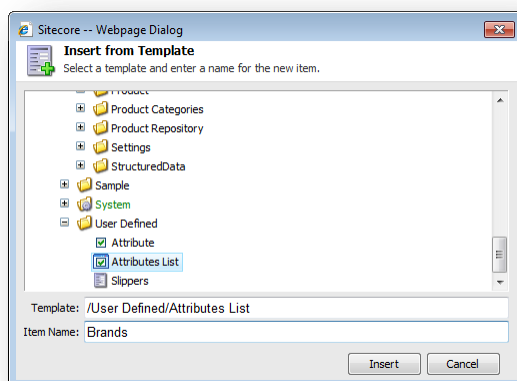 Sitecore -- Webpage Dialog
Insert from Template
Select a template and enter a name for the new item.
Product
Product Categories
Product Repository
Settings
StructuredData
Sample
System
User Defined
Attribute
Attributes List
Slippers
Template: /User Defined/Attributes List
Item Name: Brands
Insert Cancel